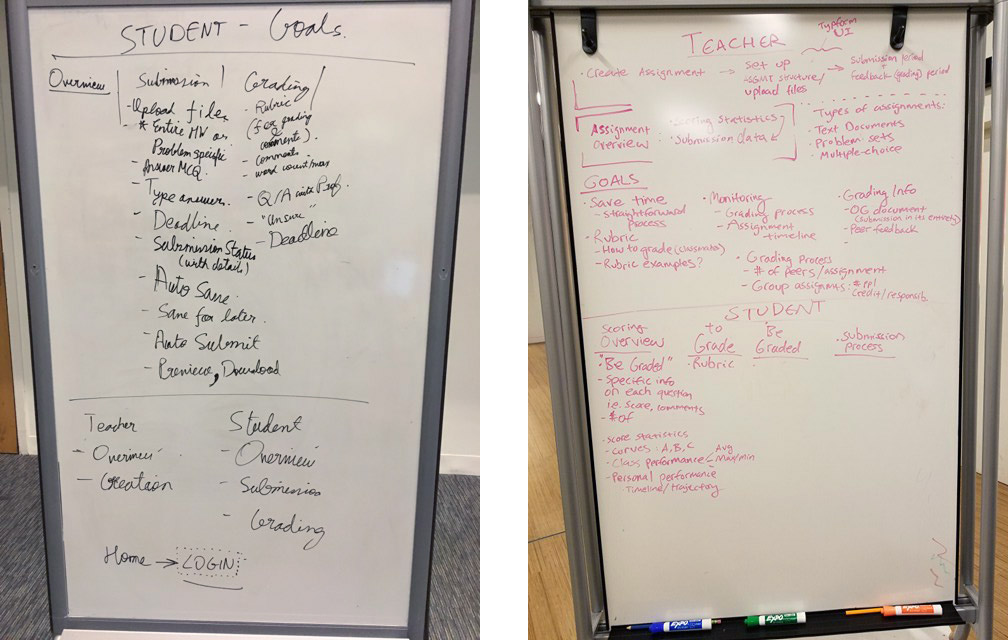 STUDENT - Goals.
Overview
Submission
- Upload files
* Entire HW or
Problem specific
Answer MCQ.
- Type answer.
- Deadline.
- Submission Status
(with details)
- Auto Save.
- Save for later.
- Auto Submit
- Preview, Download
Grading
- Rubric
(for grading
comments).
- comment.
- word count/max
- Q/A with Prof.
- "Unsure"
- Deadline
Teacher
- Overview
- Creation
Student
- Overview
- Submission
- Grading
Home → LOGIN
TEACHER
Typeform
UI
· Create Assignment → set up
structure/
upload files
→ submission period
+
feedback (grading) period
Assignment
overview
· Scoring statistics
· Submission data
Types of assignments:
· Text Documents
· Problem sets
· Multiple-choice
GOALS
· Save time
- straightforward
process
· Rubric
- How to grade
- Rubric examples?
· Monitoring
- Grading process
- Assignment
timeline
· Grading Process
- # of peers/assignment
- Group assignmts:
credit/responsib.
· Grading Info
- OG document
(submission in its entirety)
- Peer feedback
-
STUDENT
Scoring
Overview
· "Be Graded"
- Specific info
on each question
i.e. score, comments
- # of
· score statistics
- curves: A, B, C
- Class performance - Avg
- Max/min
- Personal performance
- Timeline/trajectory
to
Grade
· Rubric
Be
Graded
·
· submission
process
EXPO
EXPO
EXPO